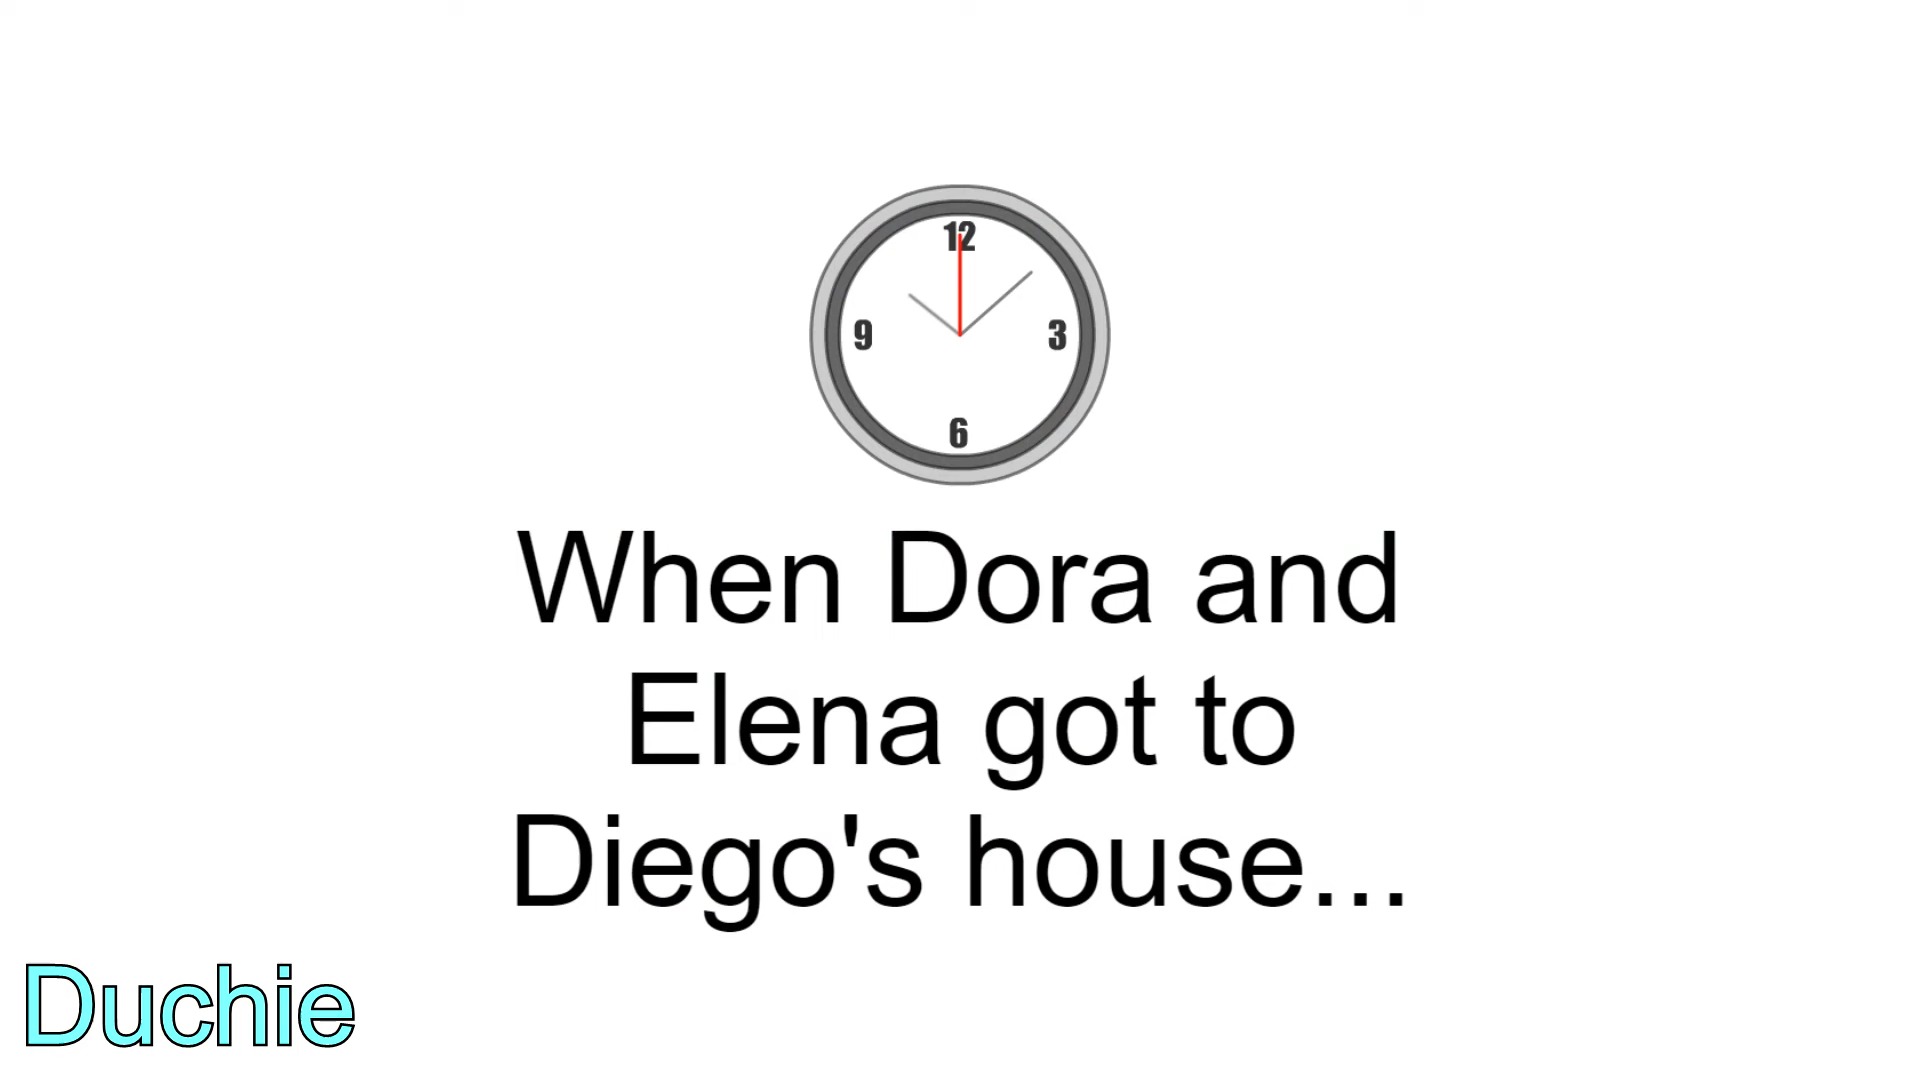 12
9 3
6
When Dora and
Elena got to
Diego's house...
Duchie